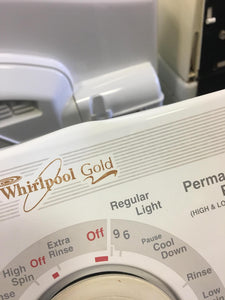 Whirlpool Gold
Regular
Light
Perma
(HIGH & LO
Off
9 6
Pause
Cool
Down
Extra
Rinse
Off
High
Spin
Rinse
Low